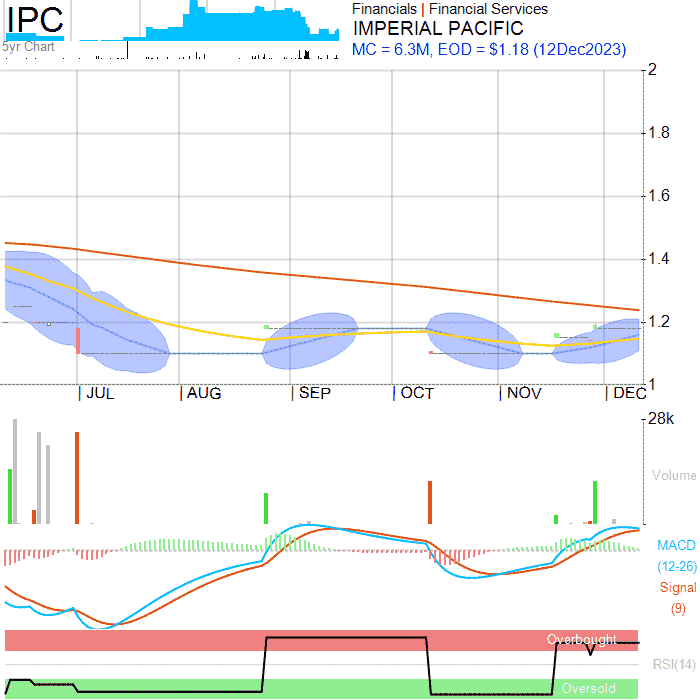 IPC
5yr Chart
Financials | Financial Services
IMPERIAL PACIFIC
MC = 6.3M, EOD = $1.18 (12Dec2023)
2
1.8
1.6
1.4
1.2
1
| JUL | AUG | SEP | OCT | NOV | DEC
28k
Volume
MACD
(12-26)
Signal
(9)
Overbought
RSI(14)
Oversold